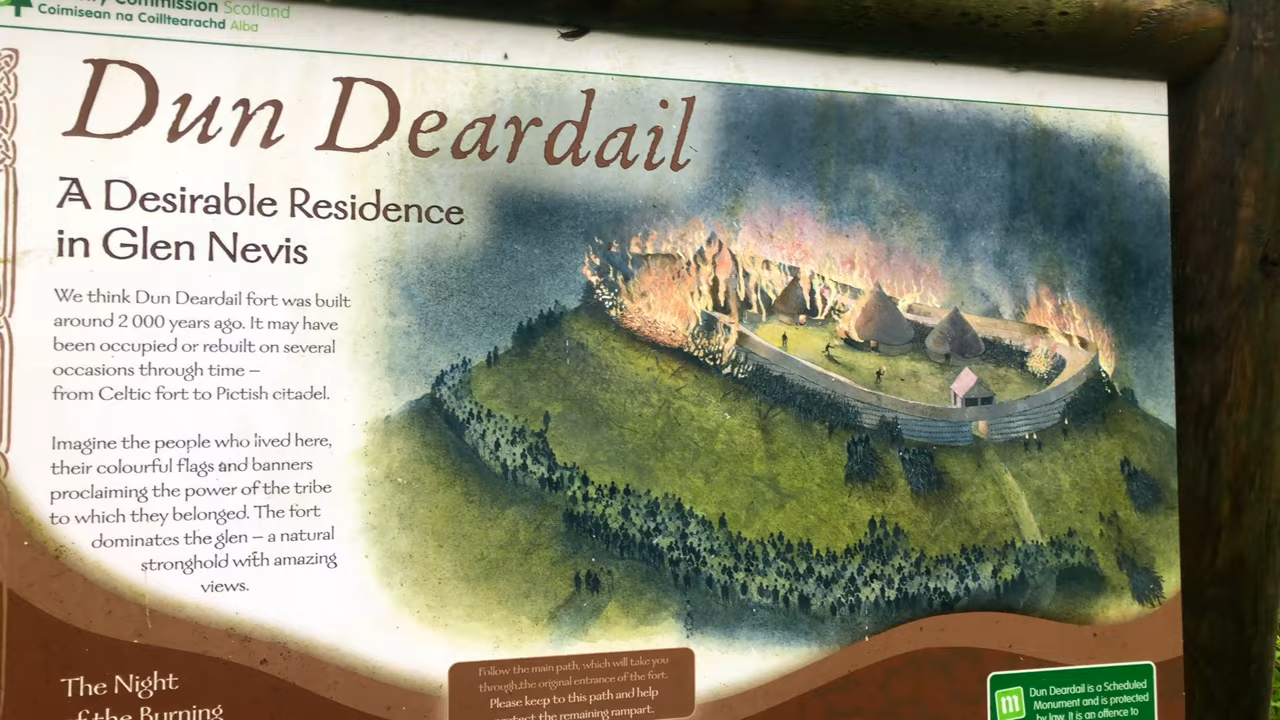 Commission Scotland
Coimisean na Coilltearachd Alba
Dun Deardail
A Desirable Residence
in Glen Nevis
We think Dun Deardail fort was built
around 2 000 years ago. It may have
been occupied or rebuilt on several
occasions through time –
from Celtic fort to Pictish citadel.
Imagine the people who lived here,
their colourful flags and banners
proclaiming the power of the tribe
to which they belonged. The fort
dominates the glen – a natural
stronghold with amazing
views.
The Night
of the Burning
Follow the main path, which will take you
through the original entrance of the fort.
Please keep to this path and help
protect the remaining rampart.
Dun Deardail is a Scheduled
Monument and is protected
by law. It is an offence to